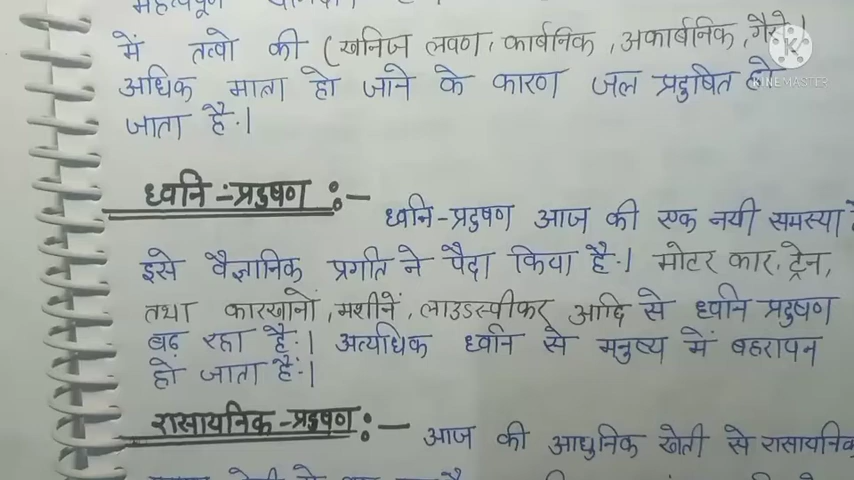 में तत्वो की (खनिज लवण, कार्बनिक, अकार्बनिक, गैसे)
अधिक माता हो जाने के कारण जल प्रदुषित हो
जाता है।
ध्वनि-प्रदुषण :-
ध्वनि-प्रदुषण आज की एक नयी समस्या है
इसे वैज्ञानिक प्रगति ने पैदा किया है। मोटर कार, ट्रेन,
तथा कारखानों, मशीनें, लाउडस्पीकर आदि से ध्वनि प्रदुषण
बढ़ रहा है। अत्यधिक ध्वनि से मनुष्य में बहरापन
हो जाता हैं।
रासायनिक-प्रदुषण :-
आज की आधुनिक खेती से रासायनिक
KINEMASTER